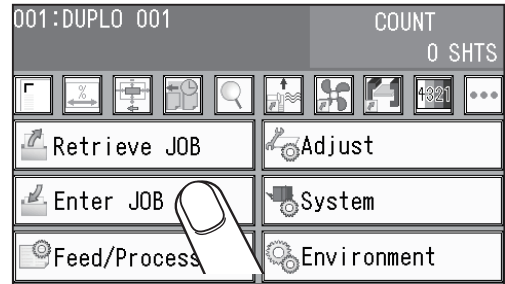 001:DUPLO 001
COUNT
0 SHTS
%
4321
Retrieve JOB
Adjust
Enter JOB
System
Feed/Process
Environment